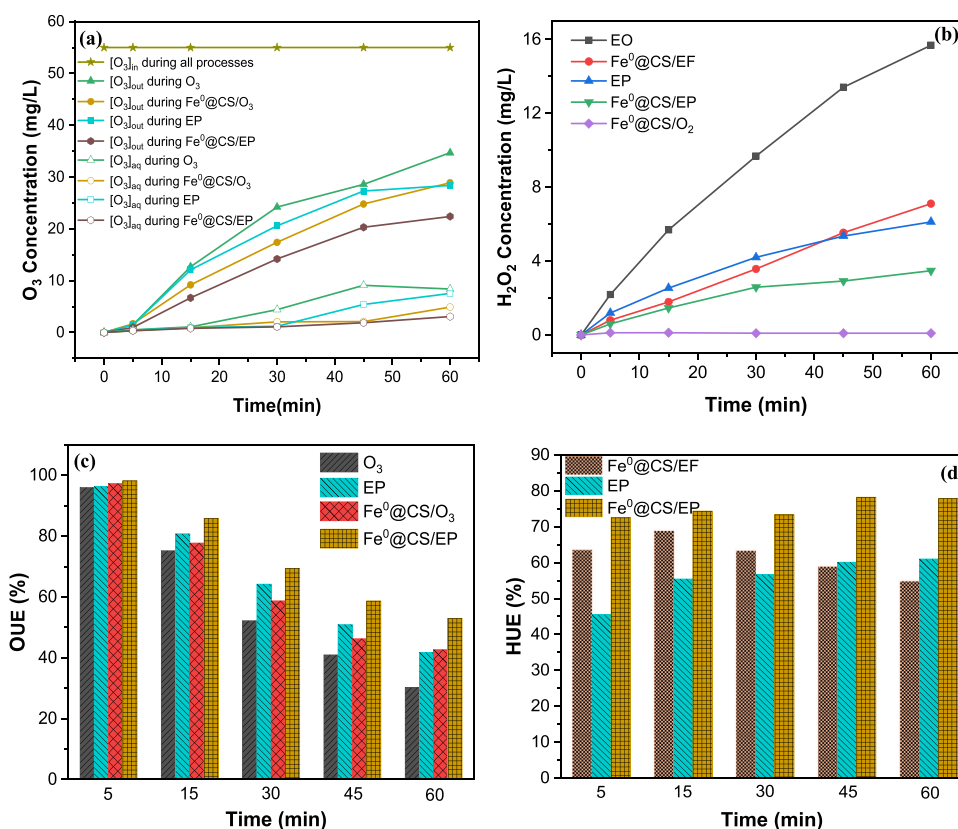 (a)
60
50
40
30
20
10
0
O3 Concentration (mg/L)
[O3]in during all processes
[O3]out during O3
[O3]out during Fe0@CS/O3
[O3]out during EP
[O3]out during Fe0@CS/EP
[O3]aq during O3
[O3]aq during Fe0@CS/O3
[O3]aq during EP
[O3]aq during Fe0@CS/EP
0 10 20 30 40 50 60
Time(min)
(b)
16
12
8
4
0
H2O2 Concentration (mg/L)
EO
Fe0@CS/EF
EP
Fe0@CS/EP
Fe0@CS/O2
0 10 20 30 40 50 60
Time (min)
(c)
100
80
60
40
20
0
OUE (%)
O3
EP
Fe0@CS/O3
Fe0@CS/EP
5 15 30 45 60
Time (min)
(d
90
80
70
60
50
40
30
20
10
0
HUE (%)
Fe0@CS/EF
EP
Fe0@CS/EP
5 15 30 45 60
Time (min)